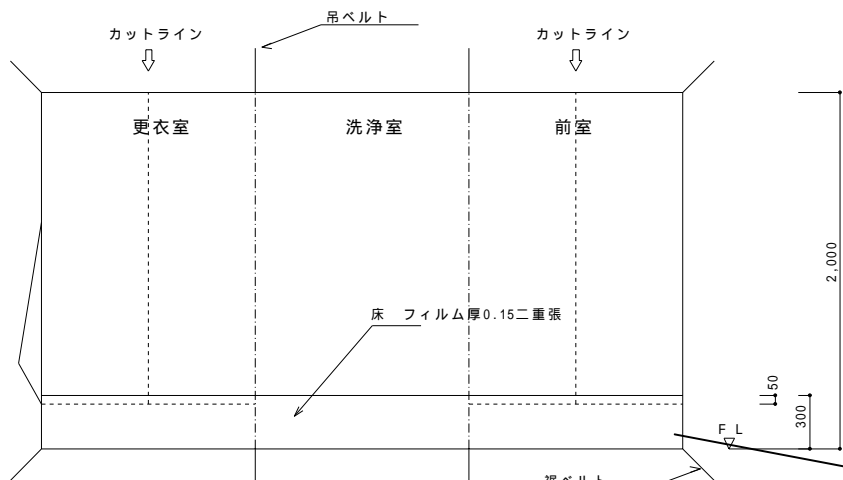 吊ベルト
カットライン
カットライン
更衣室
洗浄室
前室
2,000
床 フィルム厚0.15二重張
50
300
F L
裾ベルト